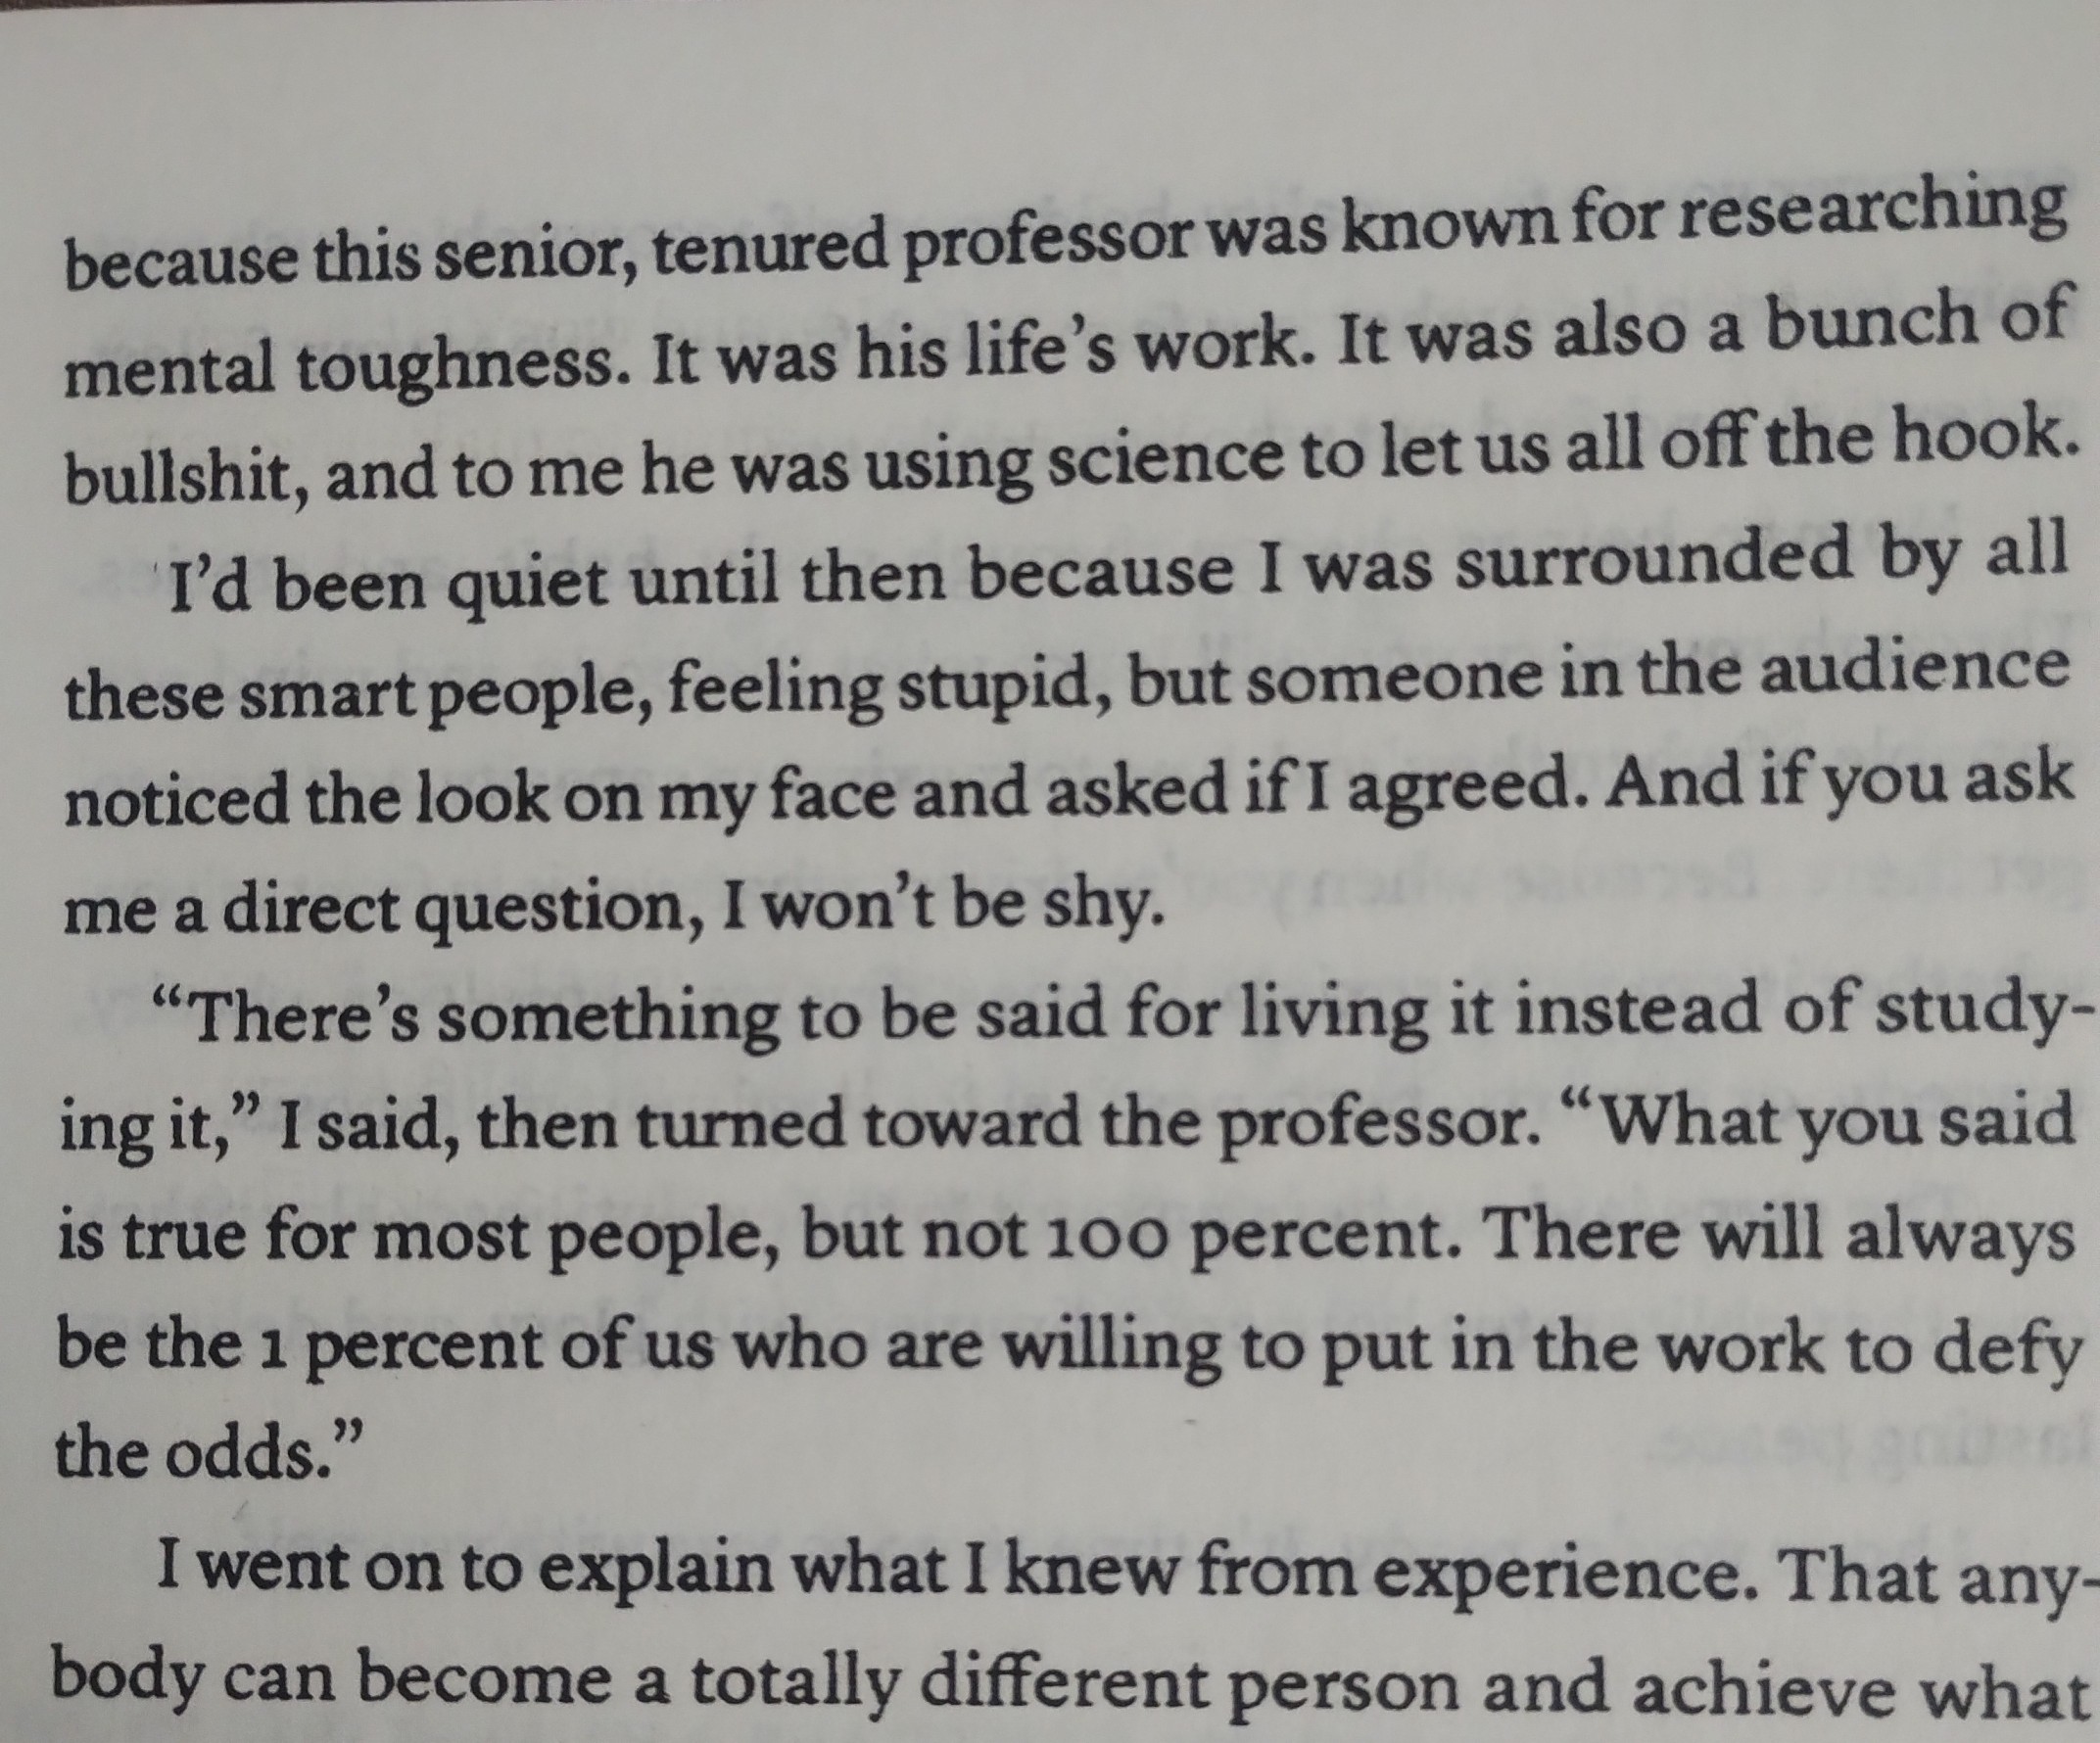 because this senior, tenured professor was known for researching
mental toughness. It was his life’s work. It was also a bunch of
bullshit, and to me he was using science to let us all off the hook.
I’d been quiet until then because I was surrounded by all
these smart people, feeling stupid, but someone in the audience
noticed the look on my face and asked if I agreed. And if you ask
me a direct question, I won’t be shy.
“There’s something to be said for living it instead of study-
ing it,” I said, then turned toward the professor. “What you said
is true for most people, but not 100 percent. There will always
be the 1 percent of us who are willing to put in the work to defy
the odds.”
I went on to explain what I knew from experience. That any-
body can become a totally different person and achieve what